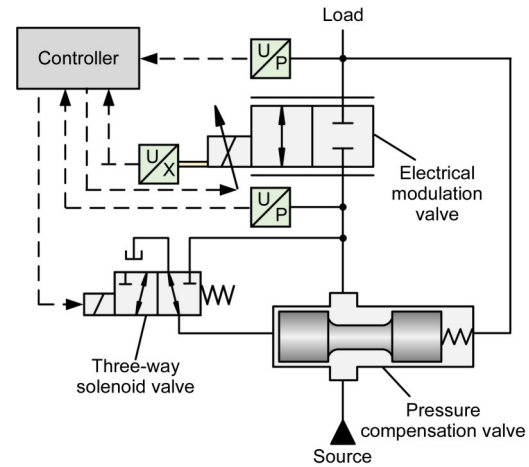 Load
Controller
U
P
U
X
Electrical
modulation
valve
U
P
Three-way
solenoid valve
Pressure
compensation valve
Source